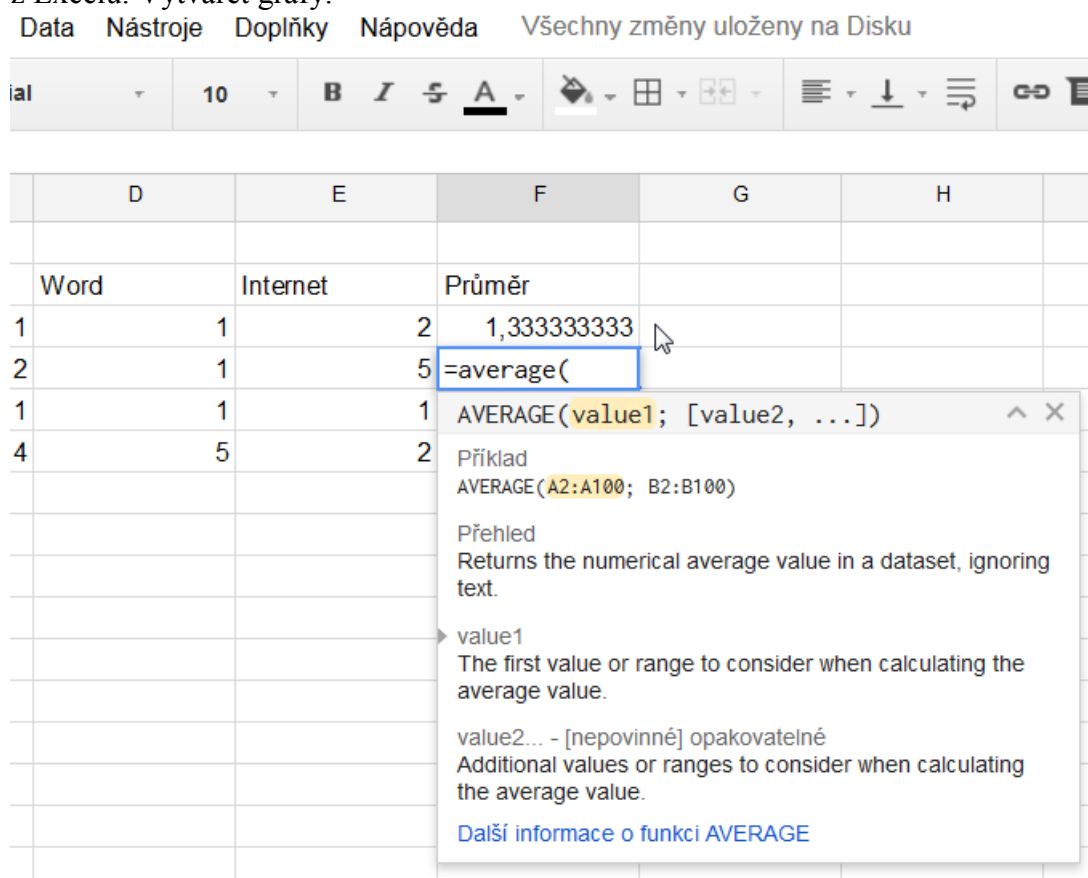 z Excelu. Vytvářet grafy.
Data Nástroje Doplňky Nápověda Všechny změny uloženy na Disku
ial 10 B I S A
D E F G H
Word Internet Průměr
1 1 2 1,333333333
2 1 5 =average(
1 1 1
4 5 2
AVERAGE(value1; [value2, ...])
Příklad
AVERAGE(A2:A100; B2:B100)
Přehled
Returns the numerical average value in a dataset, ignoring
text.
value1
The first value or range to consider when calculating the
average value.
value2... - [nepovinné] opakovatelné
Additional values or ranges to consider when calculating
the average value.
Další informace o funkci AVERAGE